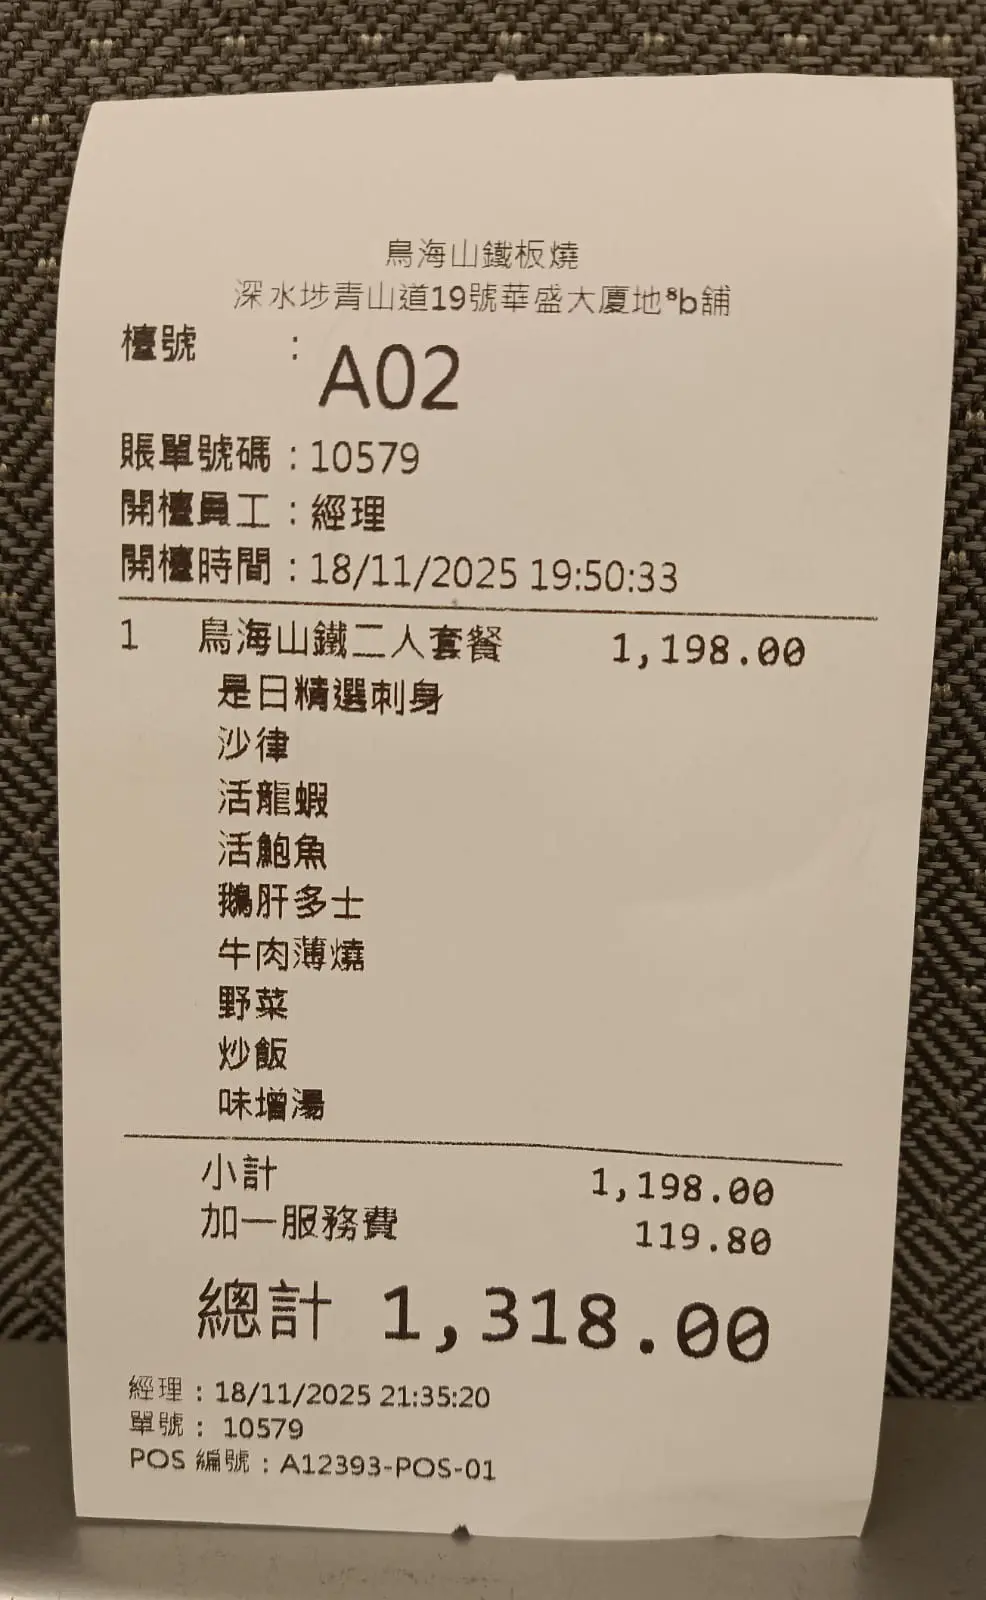 鳥海山鐵板燒
深水埗青山道19號華盛大廈地⁸b舖
檯號 : A02
賬單號碼 : 10579
開檯員工 : 經理
開檯時間 : 18/11/2025 19:50:33
1 鳥海山鐵二人套餐 1,198.00
是日精選刺身
沙律
活龍蝦
活鮑魚
鵝肝多士
牛肉薄燒
野菜
炒飯
味增湯
小計 1,198.00
加一服務費 119.80
總計 1,318.00
經理 : 18/11/2025 21:35:20
單號 : 10579
POS 編號 : A12393-POS-01